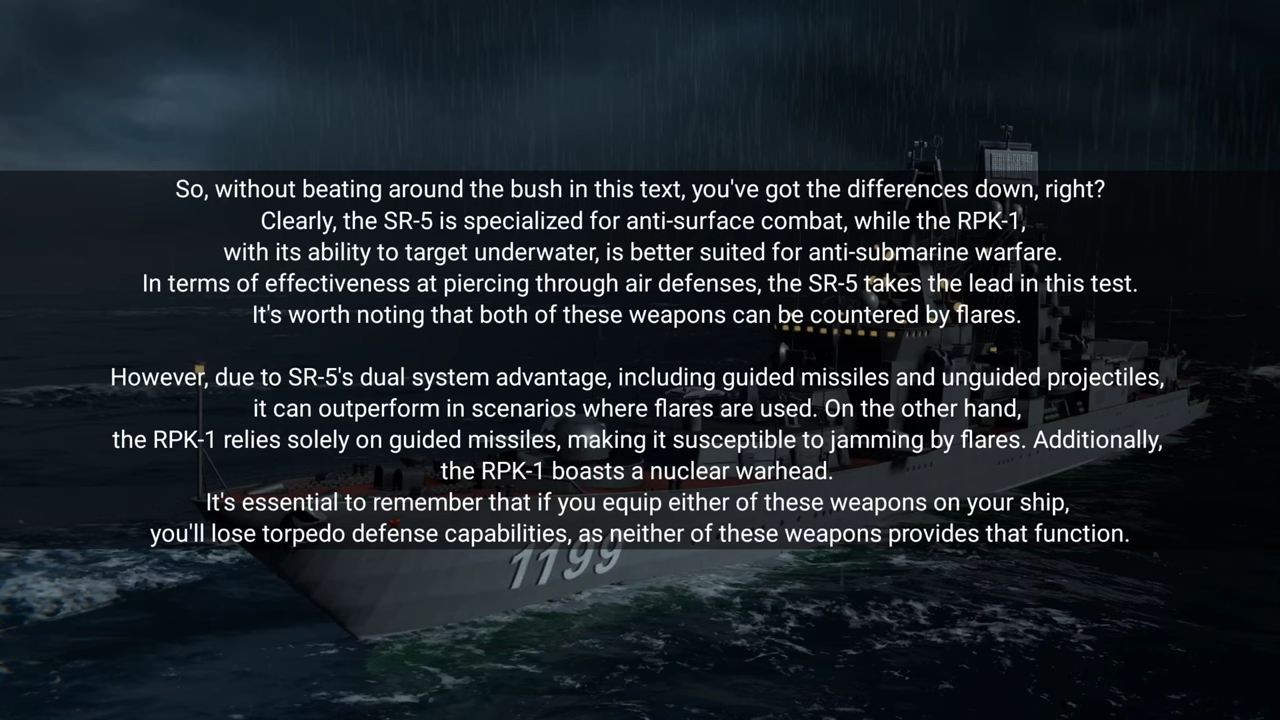 So, without beating around the bush in this text, you've got the differences down, right?
Clearly, the SR-5 is specialized for anti-surface combat, while the RPK-1,
with its ability to target underwater, is better suited for anti-submarine warfare.
In terms of effectiveness at piercing through air defenses, the SR-5 takes the lead in this test.
It's worth noting that both of these weapons can be countered by flares.
However, due to SR-5's dual system advantage, including guided missiles and unguided projectiles,
it can outperform in scenarios where flares are used. On the other hand,
the RPK-1 relies solely on guided missiles, making it susceptible to jamming by flares. Additionally,
the RPK-1 boasts a nuclear warhead.
It's essential to remember that if you equip either of these weapons on your ship,
you'll lose torpedo defense capabilities, as neither of these weapons provides that function.
1199